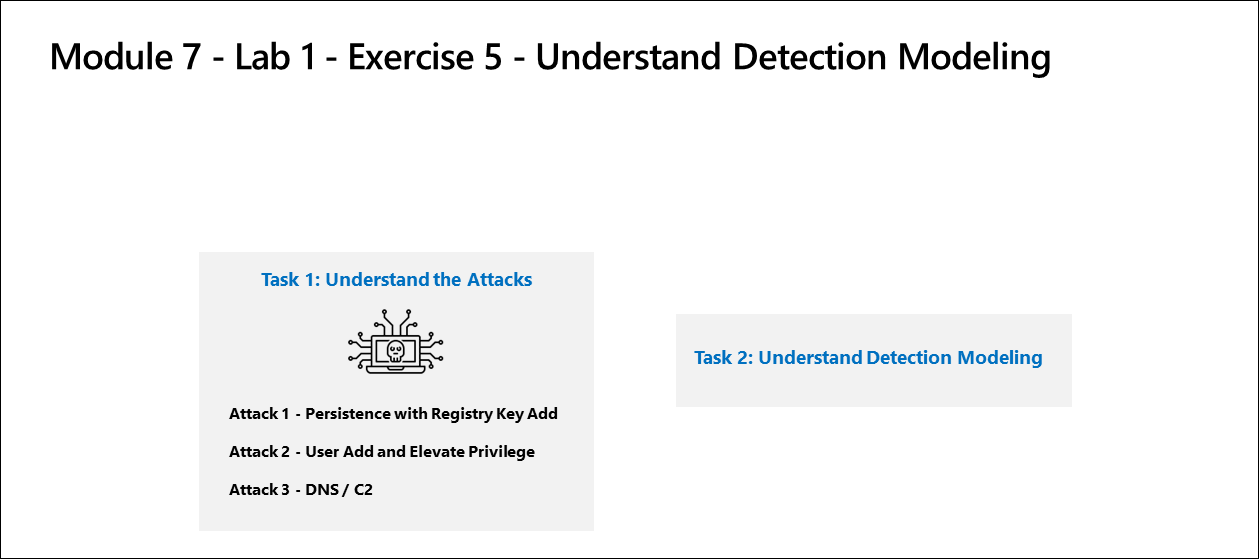 Module 7 - Lab 1 - Exercise 5 - Understand Detection Modeling
Task 1: Understand the Attacks
Attack 1 - Persistence with Registry Key Add
Attack 2 - User Add and Elevate Privilege
Attack 3 - DNS / C2
Task 2: Understand Detection Modeling